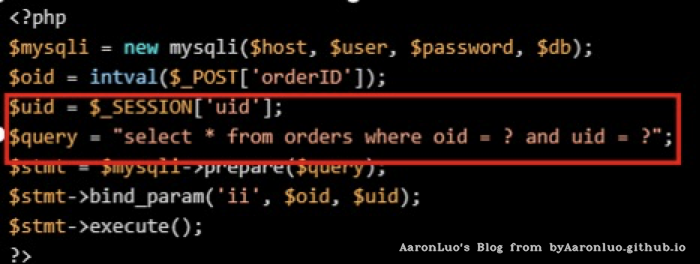 <?php
$mysqli = new mysqli($host, $user, $password, $db);
$oid = intval($_POST['orderID']);
$uid = $_SESSION['uid'];
$query = "select * from orders where oid = ? and uid = ?";
$stmt = $mysqli->prepare($query);
$stmt->bind_param('ii', $oid, $uid);
$stmt->execute();
?>
AaronLuo's Blog from byAaronluo.github.io